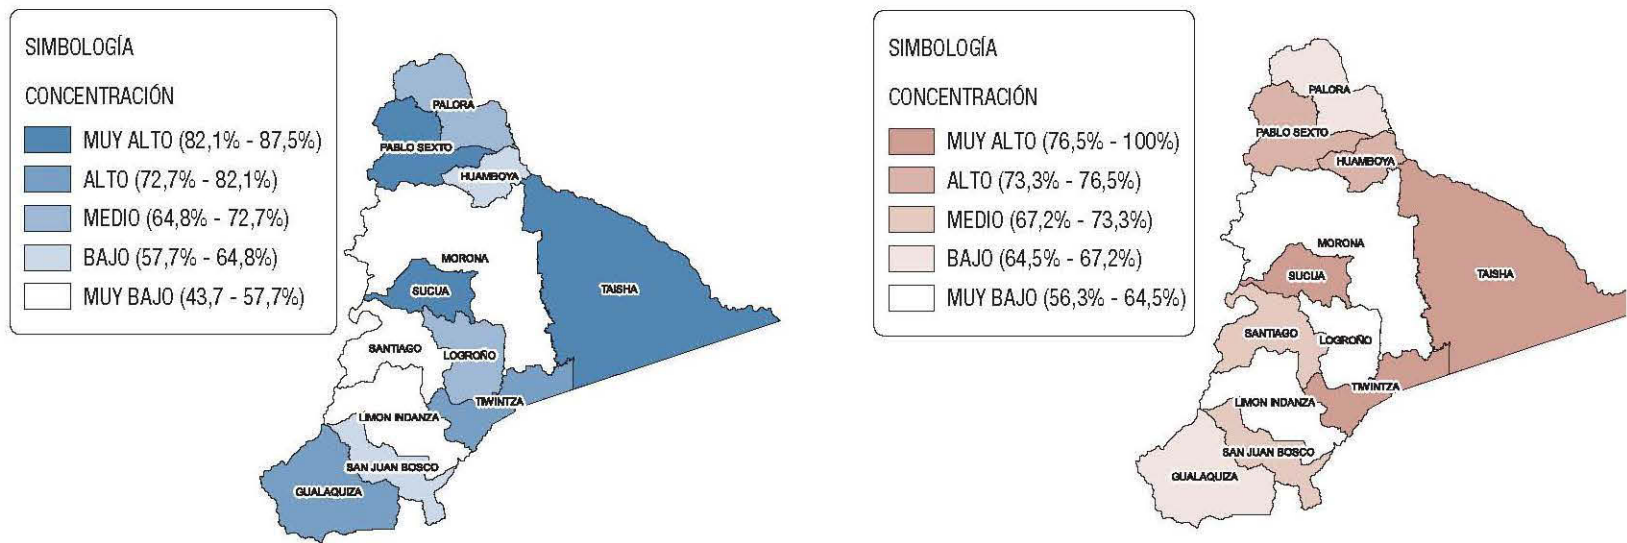 SIMBOLOGÍA
CONCENTRACIÓN
MUY ALTO (82,1% - 87,5%)
ALTO (72,7% - 82,1%)
MEDIO (64,8% - 72,7%)
BAJO (57,7% - 64,8%)
MUY BAJO (43,7 - 57,7%)
PALORA
PABLO SEXTO
HUAMBOYA
MORONA
SUCUA
TAISHA
SANTIAGO
LOGROÑO
TIWINTZA
LIMON INDANZA
SAN JUAN BOSCO
GUALAQUIZA
SIMBOLOGÍA
CONCENTRACIÓN
MUY ALTO (76,5% - 100%)
ALTO (73,3% - 76,5%)
MEDIO (67,2% - 73,3%)
BAJO (64,5% - 67,2%)
MUY BAJO (56,3% - 64,5%)
PALORA
PABLO SEXTO
HUAMBOYA
MORONA
SUCUA
TAISHA
SANTIAGO
LOGROÑO
TIWINTZA
LIMON INDANZA
SAN JUAN BOSCO
GUALAQUIZA